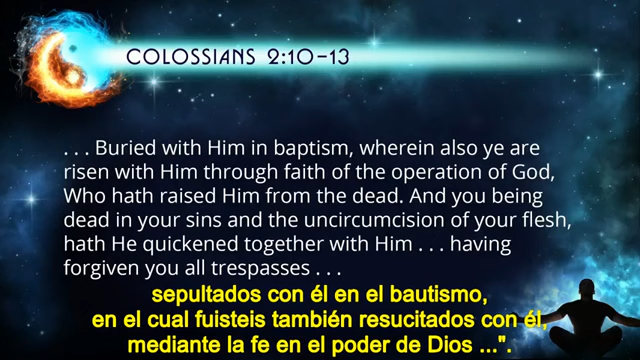 COLOSSIANS 2:10-13
. . . Buried with Him in baptism, wherein also ye are
risen with Him through faith of the operation of God,
Who hath raised Him from the dead. And you being
dead in your sins and the uncircumcision of your flesh,
hath He quickened together with Him . . . having
forgiven you all trespasses . . .
sepultados con él en el bautismo,
en el cual fuisteis también resucitados con él,
mediante la fe en el poder de Dios ...".